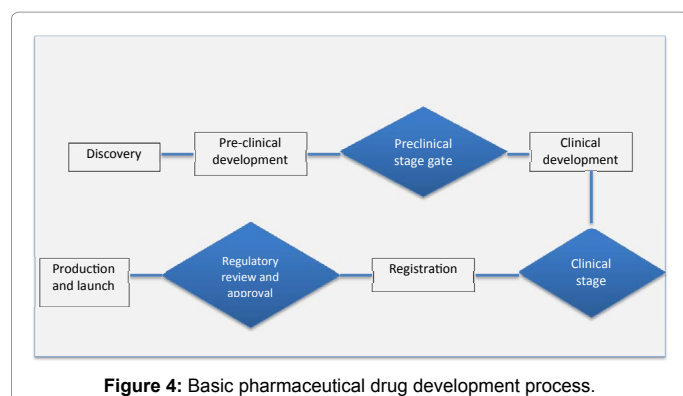 Discovery
Pre-clinical
development
Preclinical
stage gate
Clinical
development
Production
and launch
Regulatory
review and
approval
Registration
Clinical
stage
Figure 4: Basic pharmaceutical drug development process.